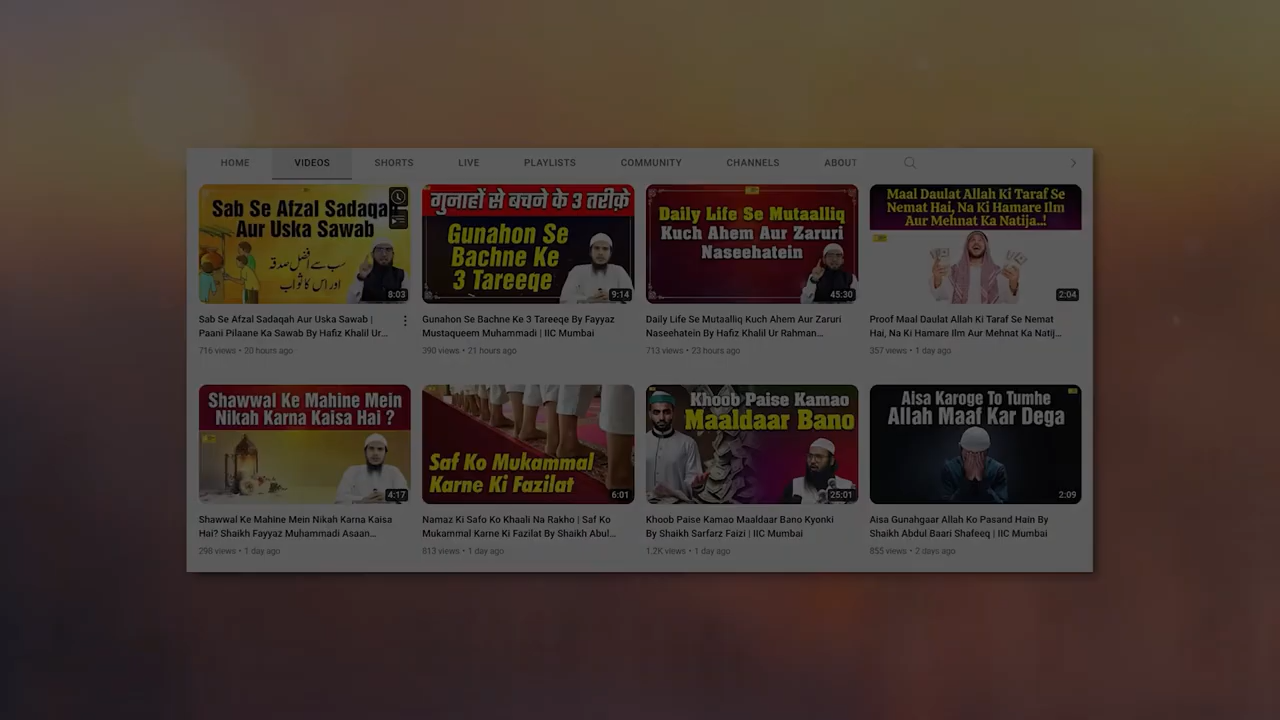 HOME VIDEOS SHORTS LIVE PLAYLISTS COMMUNITY CHANNELS ABOUT
Sab Se Afzal Sadaqa
Aur Uska Sawab
سب سے افضل صدقہ
اور اس کا ثواب
8:03
Sab Se Afzal Sadaqah Aur Uska Sawab |
Paani Pilaane Ka Sawab By Hafiz Khalil Ur...
716 views • 20 hours ago
गुनाहों से बचने के 3 तरीक़े
Gunahon Se
Bachne Ke
3 Tareeqe
9:14
Gunahon Se Bachne Ke 3 Tareeqe By Fayyaz
Mustaqueem Muhammadi | IIC Mumbai
390 views • 21 hours ago
Daily Life Se Mutaalliq
Kuch Ahem Aur Zaruri
Naseehatein
45:30
Daily Life Se Mutaalliq Kuch Ahem Aur Zaruri
Naseehatein By Hafiz Khalil Ur Rahman...
713 views • 23 hours ago
Maal Daulat Allah Ki Taraf Se
Nemat Hai, Na Ki Hamare Ilm
Aur Mehnat Ka Natija..!
2:04
Proof Maal Daulat Allah Ki Taraf Se Nemat
Hai, Na Ki Hamare Ilm Aur Mehnat Ka Natij...
357 views • 1 day ago
Shawwal Ke Mahine Mein
Nikah Karna Kaisa Hai ?
4:17
Shawwal Ke Mahine Mein Nikah Karna Kaisa
Hai? Shaikh Fayyaz Muhammadi Asaan...
298 views • 1 day ago
Saf Ko Mukammal
Karne Ki Fazilat
6:01
Namaz Ki Safo Ko Khaali Na Rakho | Saf Ko
Mukammal Karne Ki Fazilat By Shaikh Abul...
813 views • 1 day ago
Khoob Paise Kamao
Maaldaar Bano
25:01
Khoob Paise Kamao Maaldaar Bano Kyonki
By Shaikh Sarfarz Faizi | IIC Mumbai
1.2K views • 1 day ago
Aisa Karoge To Tumhe
Allah Maaf Kar Dega
2:09
Aisa Gunahgaar Allah Ko Pasand Hain By
Shaikh Abdul Baari Shafeeq | IIC Mumbai
855 views • 2 days ago